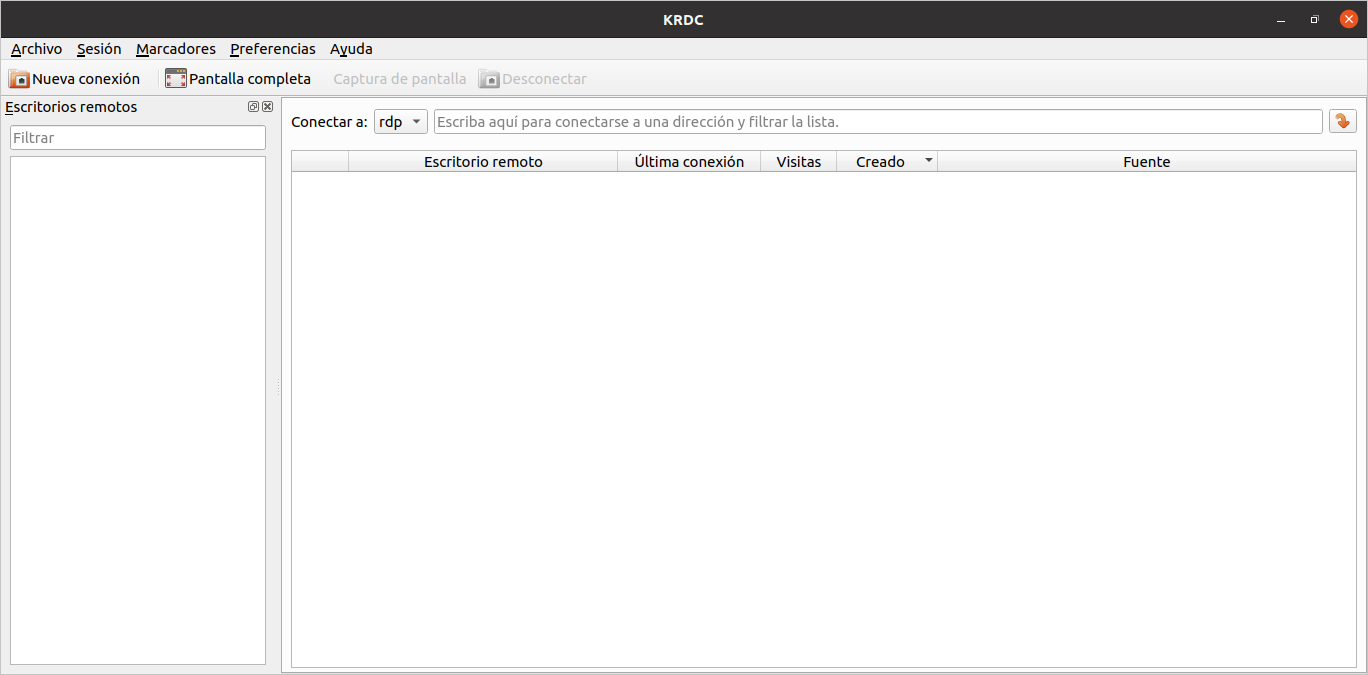 KRDC
Archivo Sesión Marcadores Preferencias Ayuda
Nueva conexión Pantalla completa Captura de pantalla Desconectar
Escritorios remotos
Filtrar
Conectar a: rdp Escriba aquí para conectarse a una dirección y filtrar la lista.
Escritorio remoto Última conexión Visitas Creado Fuente